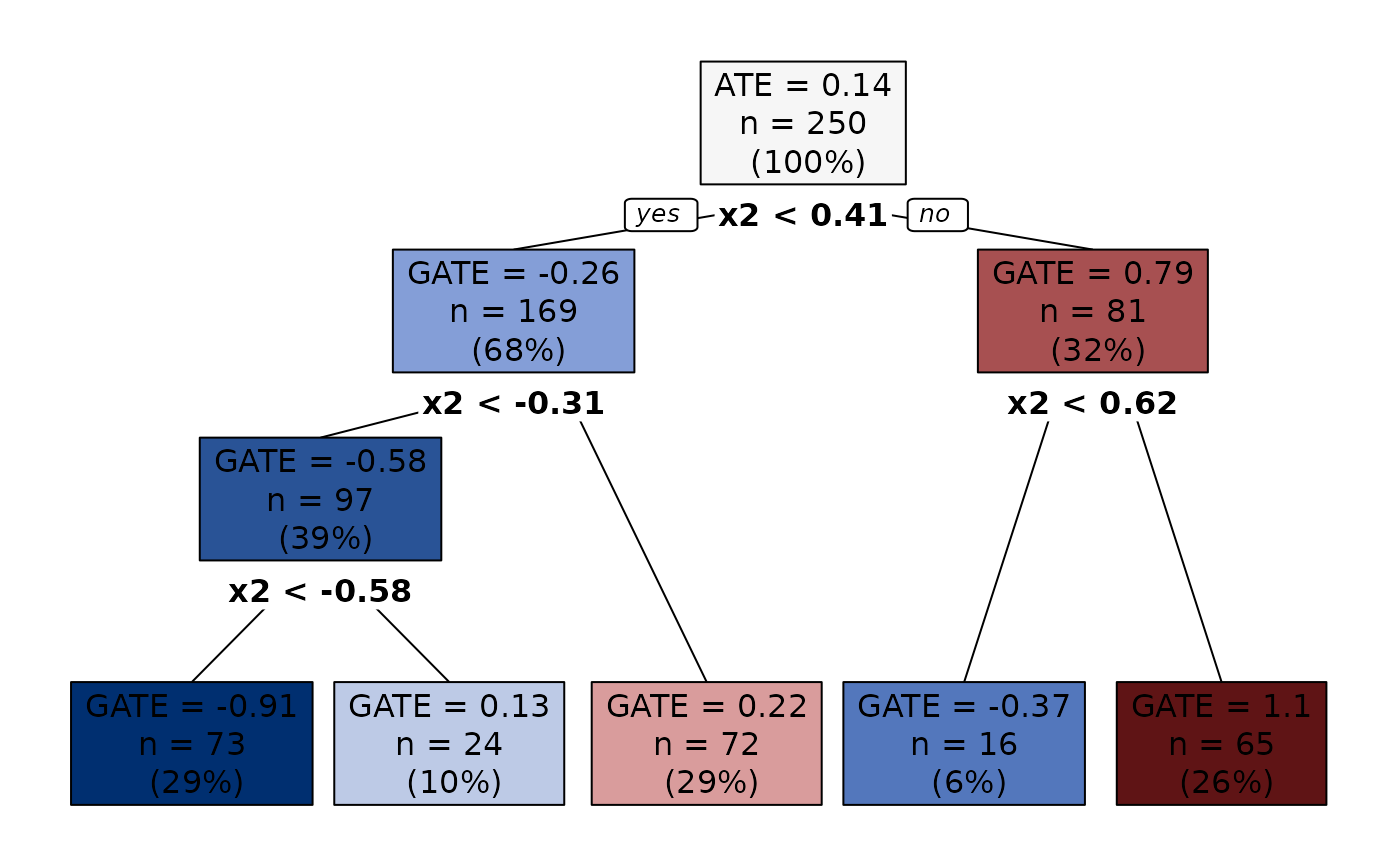 ATE = 0.14
n = 250
(100%)
yes
x2 < 0.41
no
GATE = -0.26
n = 169
(68%)
GATE = 0.79
n = 81
(32%)
x2 < -0.31
x2 < 0.62
GATE = -0.58
n = 97
(39%)
x2 < -0.58
GATE = -0.91
n = 73
(29%)
GATE = 0.13
n = 24
(10%)
GATE = 0.22
n = 72
(29%)
GATE = -0.37
n = 16
(6%)
GATE = 1.1
n = 65
(26%)